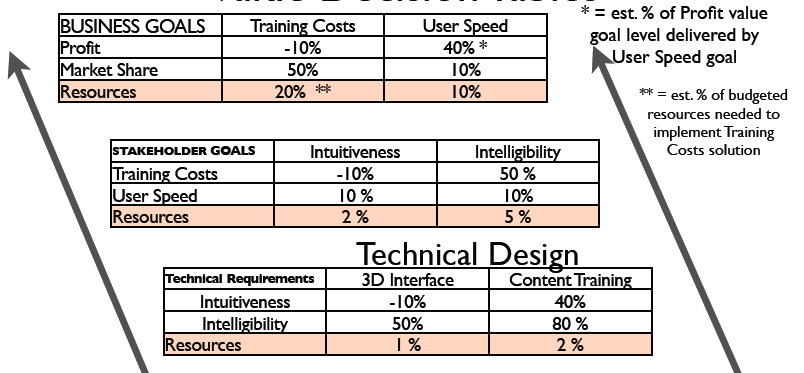 * = est. % of Profit value
goal level delivered by
User Speed goal
BUSINESS GOALS Training Costs User Speed
Profit -10% 40% *
Market Share 50% 10%
Resources 20% ** 10%
** = est. % of budgeted
resources needed to
implement Training
Costs solution
STAKEHOLDER GOALS Intuitiveness Intelligibility
Training Costs -10% 50 %
User Speed 10 % 10%
Resources 2 % 5 %
Technical Design
Technical Requirements 3D Interface Content Training
Intuitiveness -10% 40%
Intelligibility 50% 80 %
Resources 1 % 2 %